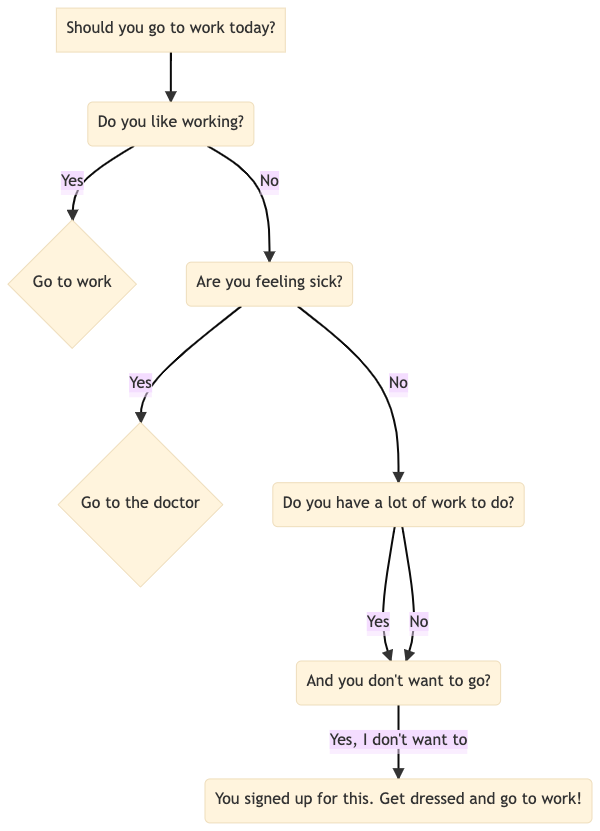 Should you go to work today?
Do you like working?
Yes
No
Go to work
Are you feeling sick?
Yes
No
Go to the doctor
Do you have a lot of work to do?
Yes
No
And you don't want to go?
Yes, I don't want to
You signed up for this. Get dressed and go to work!